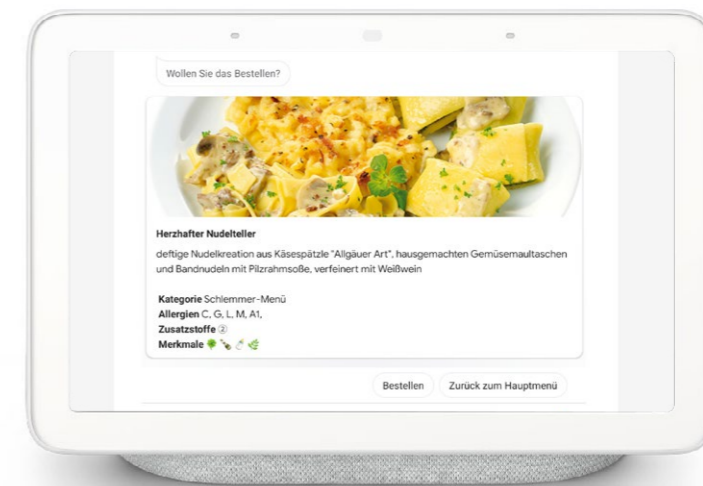 Wollen Sie das Bestellen?
Herzhafter Nudelteller
deftige Nudelkreation aus Käsespätzle "Allgäuer Art", hausgemachten Gemüsemaultaschen
und Bandnudeln mit Pilzrahmsoße, verfeinert mit Weißwein
Kategorie Schlemmer-Menü
Allergien C, G, L, M, A1,
Zusatzstoffe ②
Merkmale
Bestellen Zurück zum Hauptmenü